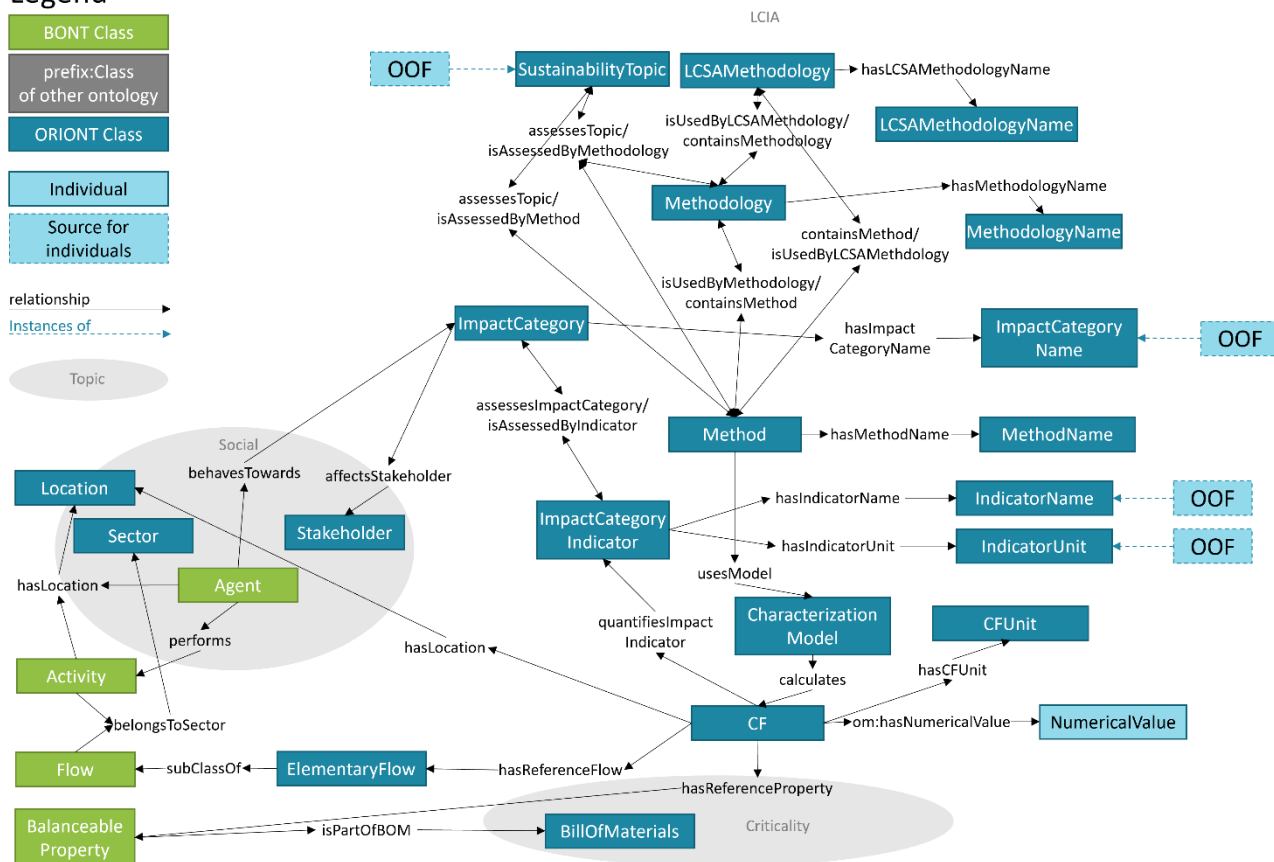 Legend
BONT Class
prefix:Class
of other ontology
ORIONT Class
Individual
Source for
individuals
relationship
Instances of
Topic
LCIA
OOF
SustainabilityTopic
LCSAMethodology
hasLCSAMethodologyName
LCSAMethodologyName
assessesTopic/
isAssessedByMethodology
isUsedByLCSAMethdology/
containsMethodology
assessesTopic/
isAssessedByMethod
Methodology
hasMethodologyName
MethodologyName
containsMethod/
isUsedByLCSAMethdology
isUsedByMethodology/
containsMethod
ImpactCategory
hasImpact
CategoryName
ImpactCategory
Name
OOF
assessesImpactCategory/
isAssessedByIndicator
Method
hasMethodName
MethodName
Social
behavesTowards
affectsStakeholder
Location
Sector
Stakeholder
ImpactCategory
Indicator
hasIndicatorName
IndicatorName
OOF
hasIndicatorUnit
IndicatorUnit
OOF
hasLocation
Agent
usesModel
performs
quantifiesImpact
Indicator
Characterization
Model
CFUnit
hasLocation
Activity
calculates
hasCFUnit
belongsToSector
CF
om:hasNumericalValue
NumericalValue
Flow
subClassOf
ElementaryFlow
hasReferenceFlow
hasReferenceProperty
Balanceable
Property
isPartOfBOM
BillOfMaterials
Criticality